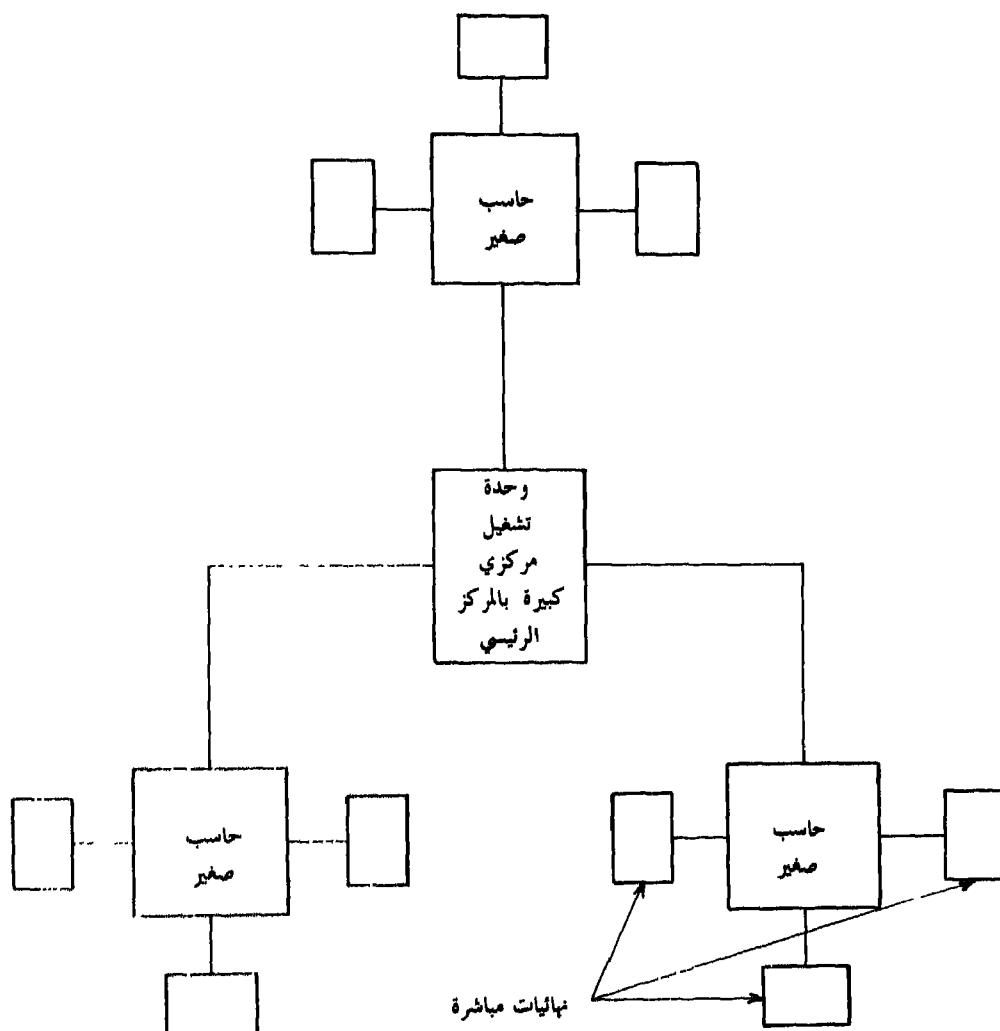 حاسب
صغير
وحدة
تشغيل
مركزي
كبيرة بالمركز
الرئيسي
حاسب
صغير
حاسب
صغير
نهائيات مباشرة